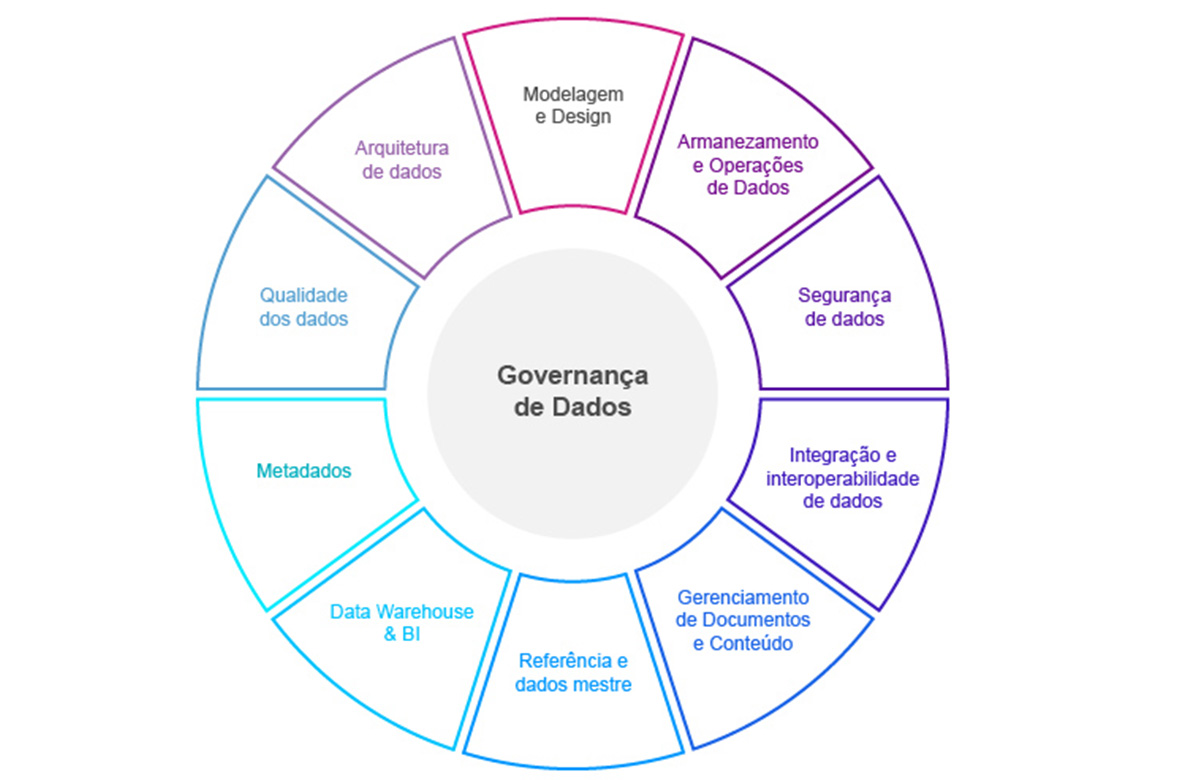 Modelagem
e Design
Armanezamento
e Operações
de Dados
Segurança
de dados
Integração e
interoperabilidade
de dados
Gerenciamento
de Documentos
e Conteúdo
Referência e
dados mestre
Data Warehouse
& BI
Metadados
Qualidade
dos dados
Arquitetura
de dados
Governança
de Dados